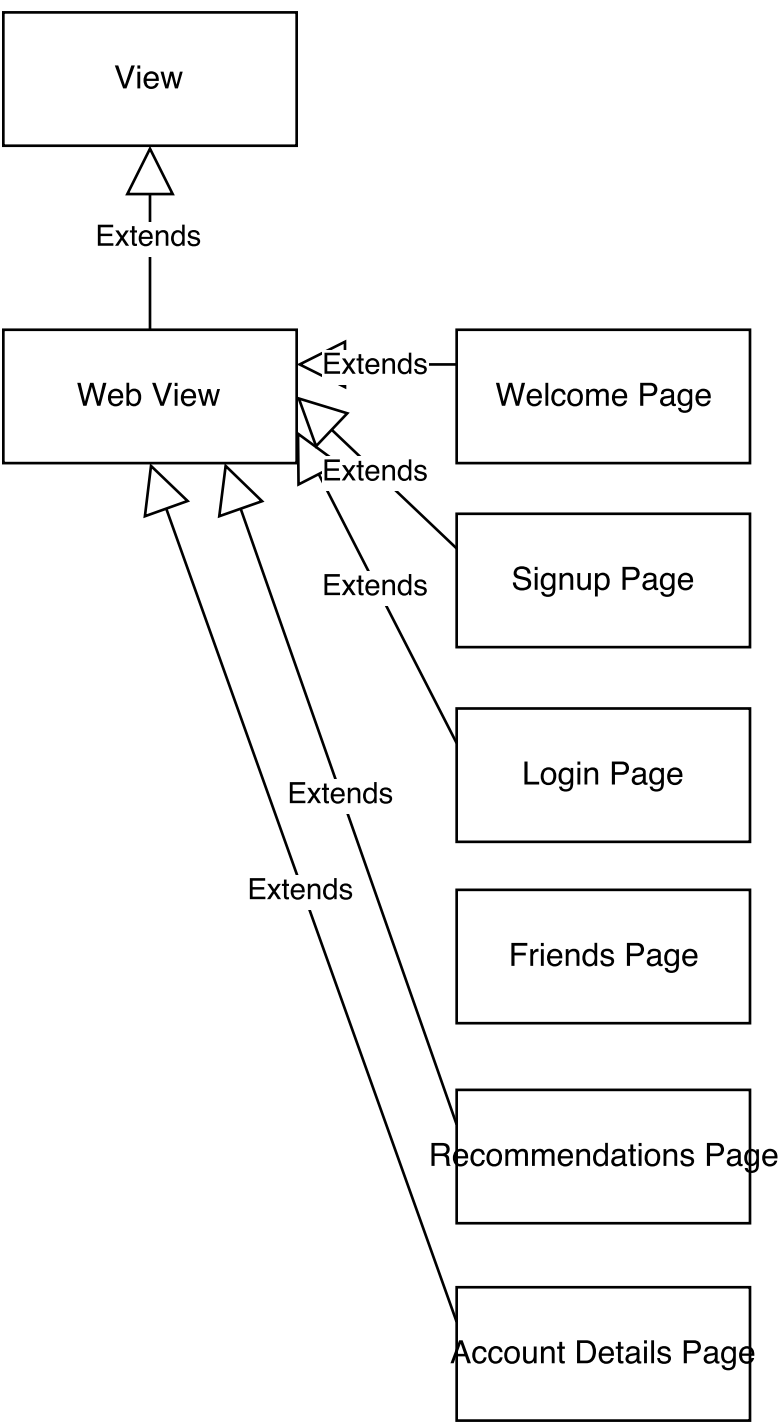 View
Extends
Web View
Extends
Welcome Page
Extends
Signup Page
Extends
Login Page
Extends
Extends
Friends Page
Recommendations Page
Account Details Page